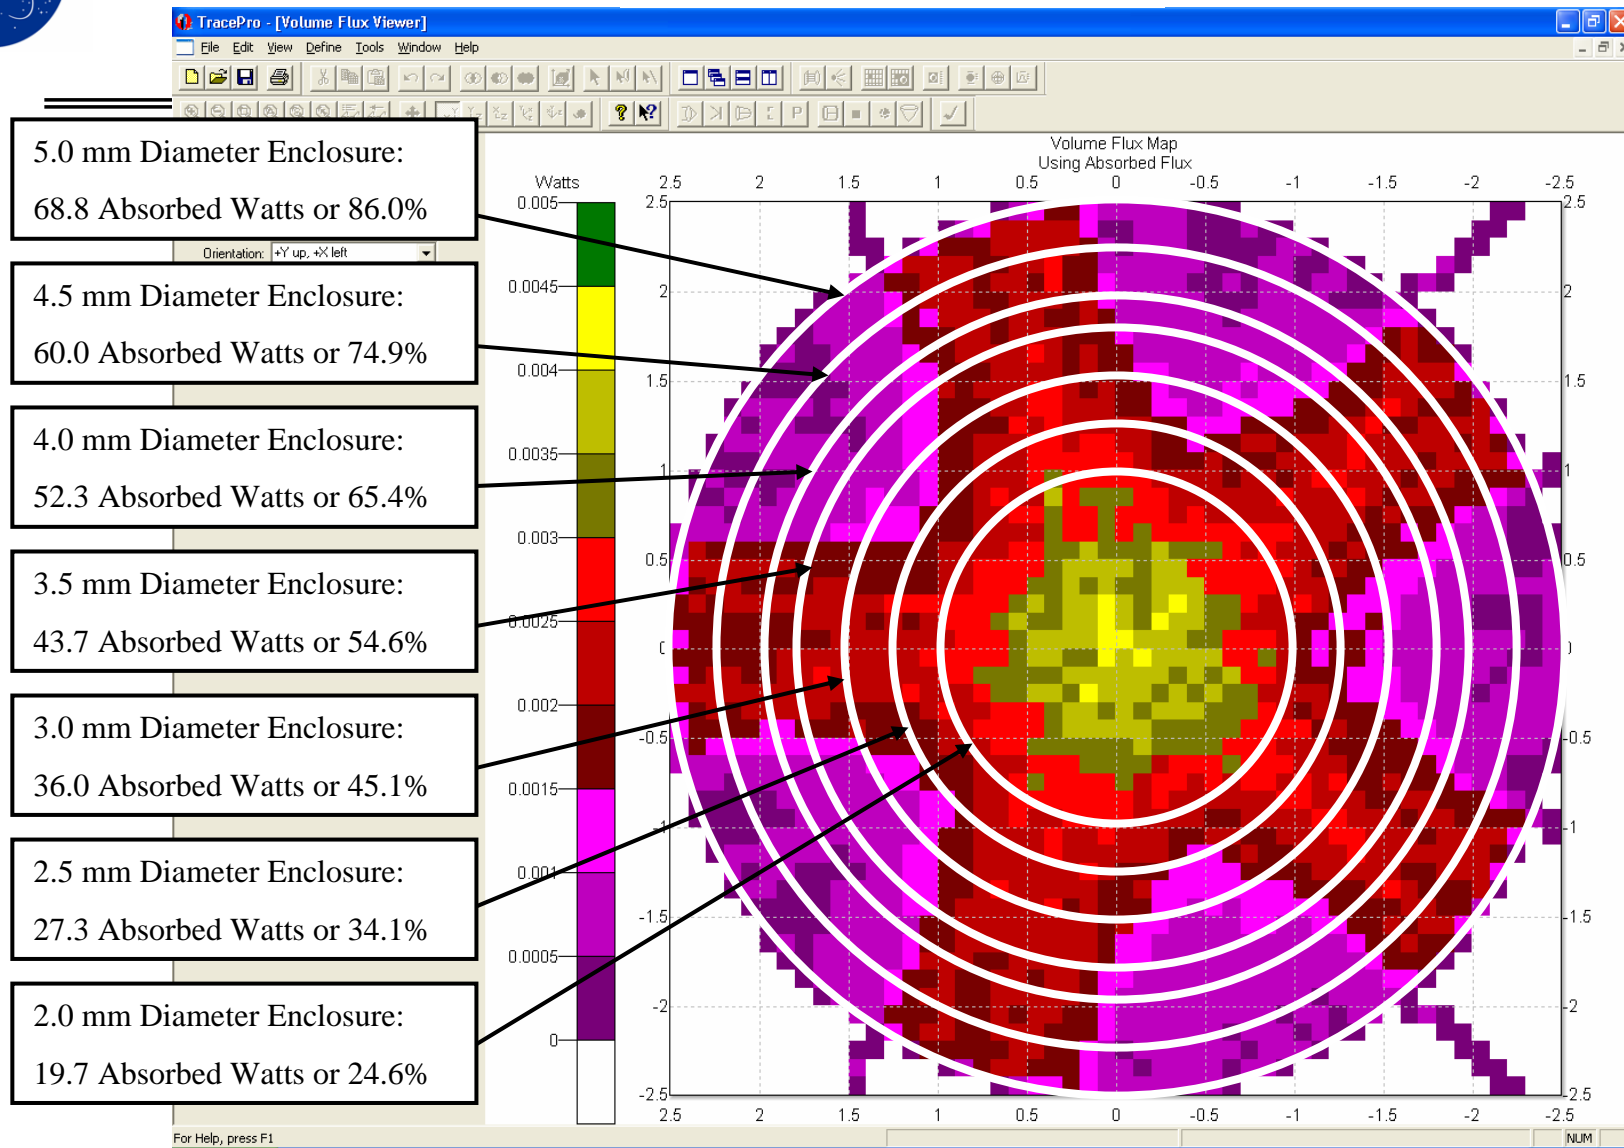 TracePro - [Volume Flux Viewer]
File Edit View Define Tools Window Help
5.0 mm Diameter Enclosure:
68.8 Absorbed Watts or 86.0%
Orientation: +Y up, +X left
4.5 mm Diameter Enclosure:
60.0 Absorbed Watts or 74.9%
4.0 mm Diameter Enclosure:
52.3 Absorbed Watts or 65.4%
3.5 mm Diameter Enclosure:
43.7 Absorbed Watts or 54.6%
3.0 mm Diameter Enclosure:
36.0 Absorbed Watts or 45.1%
2.5 mm Diameter Enclosure:
27.3 Absorbed Watts or 34.1%
2.0 mm Diameter Enclosure:
19.7 Absorbed Watts or 24.6%
Watts
0.005
0.0045
0.004
0.0035
0.003
0.0025
0.002
0.0015
0.001
0.0005
0
Volume Flux Map
Using Absorbed Flux
2.5 2 1.5 1 0.5 0 -0.5 -1 -1.5 -2 -2.5
2.5 2.5
2 2
1.5 1.5
1 1
0.5 0.5
0 0
-0.5 -0.5
-1 -1
-1.5 -1.5
-2 -2
-2.5 -2.5
2.5 2 1.5 1 0.5 0 -0.5 -1 -1.5 -2 -2.5
For Help, press F1
NUM